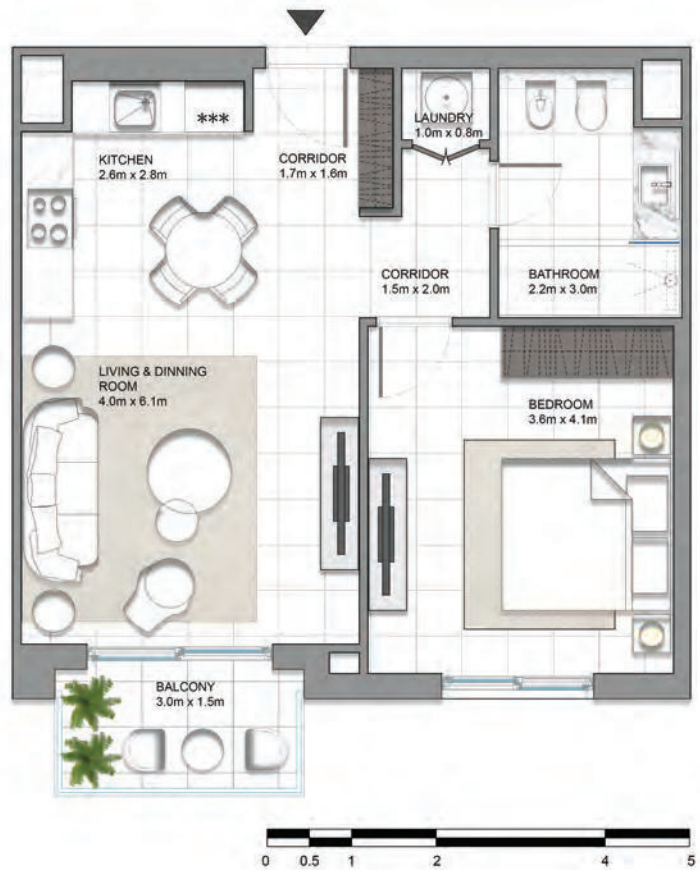 ***
LAUNDRY
1.0m x 0.8m
KITCHEN
2.6m x 2.8m
CORRIDOR
1.7m x 1.6m
CORRIDOR
1.5m x 2.0m
BATHROOM
2.2m x 3.0m
LIVING & DINNING
ROOM
4.0m x 6.1m
BEDROOM
3.6m x 4.1m
BALCONY
3.0m x 1.5m
0 0.5 1 2 4 5